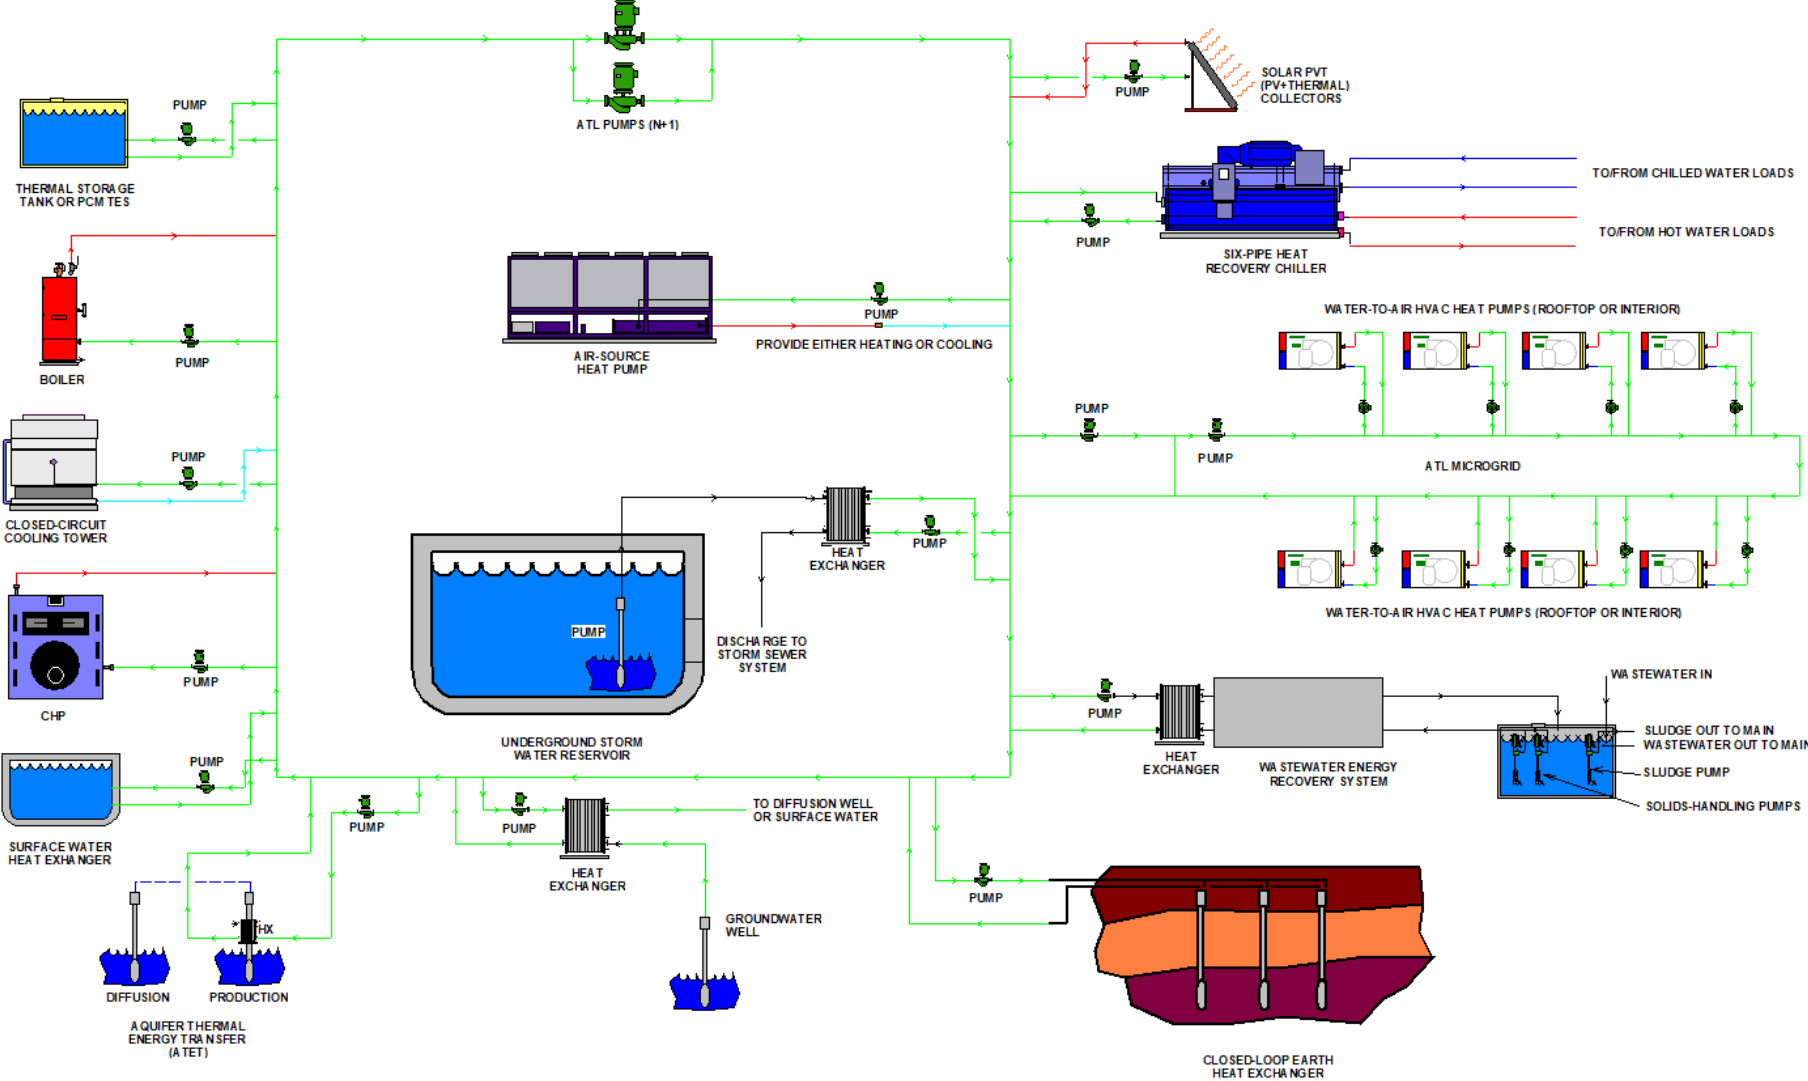 ATL PUMPS (N+1)
PUMP
SOLAR PVT
(PV+THERMAL)
COLLECTORS
PUMP
THERMAL STORAGE
TANK OR PCM TES
TO/FROM CHILLED WATER LOADS
TO/FROM HOT WATER LOADS
PUMP
SIX-PIPE HEAT
RECOVERY CHILLER
PUMP
BOILER
PUMP
PROVIDE EITHER HEATING OR COOLING
AIR-SOURCE
HEAT PUMP
WATER-TO-AIR HVAC HEAT PUMPS (ROOFTOP OR INTERIOR)
PUMP
PUMP
ATL MICROGRID
PUMP
CLOSED-CIRCUIT
COOLING TOWER
PUMP
HEAT
EXCHANGER
WATER-TO-AIR HVAC HEAT PUMPS (ROOFTOP OR INTERIOR)
PUMP
DISCHARGE TO
STORM SEWER
SYSTEM
UNDERGROUND STORM
WATER RESERVOIR
PUMP
CHP
PUMP
HEAT
EXCHANGER
WASTEWATER ENERGY
RECOVERY SYSTEM
WASTEWATER IN
SLUDGE OUT TO MAIN
WASTEWATER OUT TO MAIN
SLUDGE PUMP
SOLIDS-HANDLING PUMPS
PUMP
SURFACE WATER
HEAT EXHANGER
PUMP
PUMP
TO DIFFUSION WELL
OR SURFACE WATER
HEAT
EXCHANGER
GROUNDWATER
WELL
PUMP
HX
DIFFUSION
PRODUCTION
AQUIFER THERMAL
ENERGY TRANSFER
(ATET)
CLOSED-LOOP EARTH
HEAT EXCHANGER